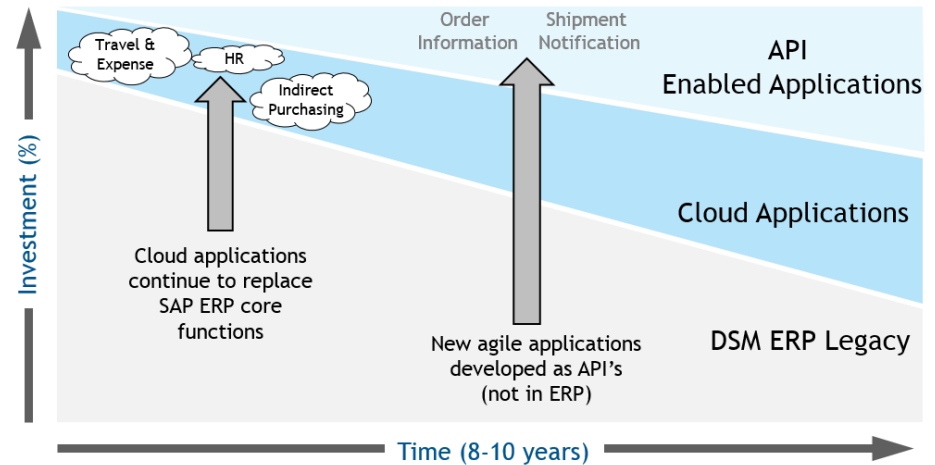 Order
Information
Shipment
Notification
API
Enabled Applications
Travel &
Expense
HR
Indirect
Purchasing
Investment (%)
Cloud Applications
Cloud applications
continue to replace
SAP ERP core
functions
New agile applications
developed as API's
(not in ERP)
DSM ERP Legacy
Time (8-10 years)